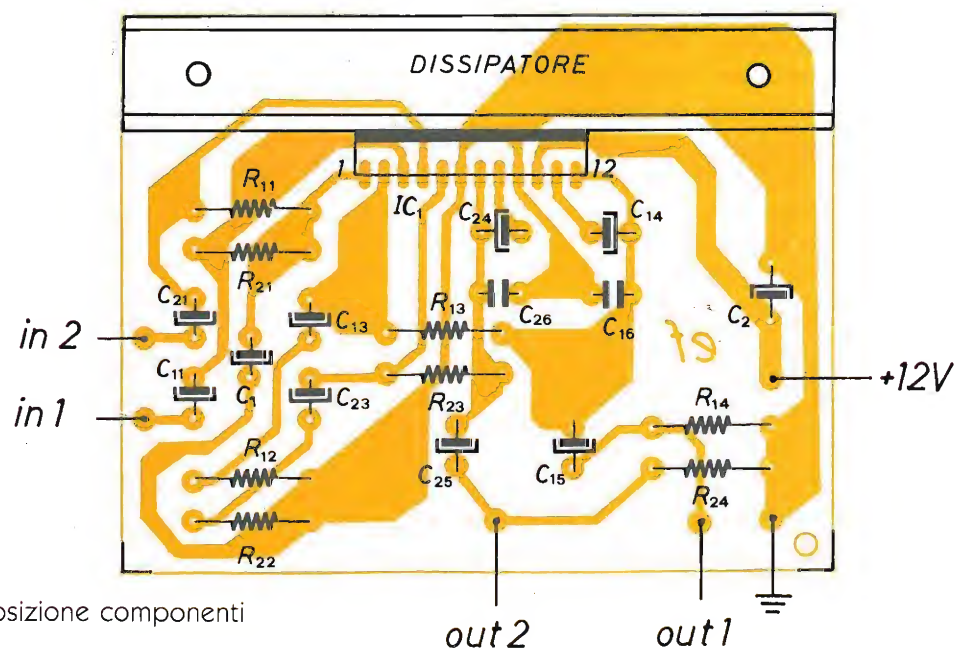 DISSIPATORE
1
12
IC1
R11
R21
C24
C14
C21
C13
R13
C26
C16
C2
ef
in 2
C11
C1
C23
R23
+12V
in 1
R12
R14
C25
C15
R24
R22
osizione componenti
out 2
out 1